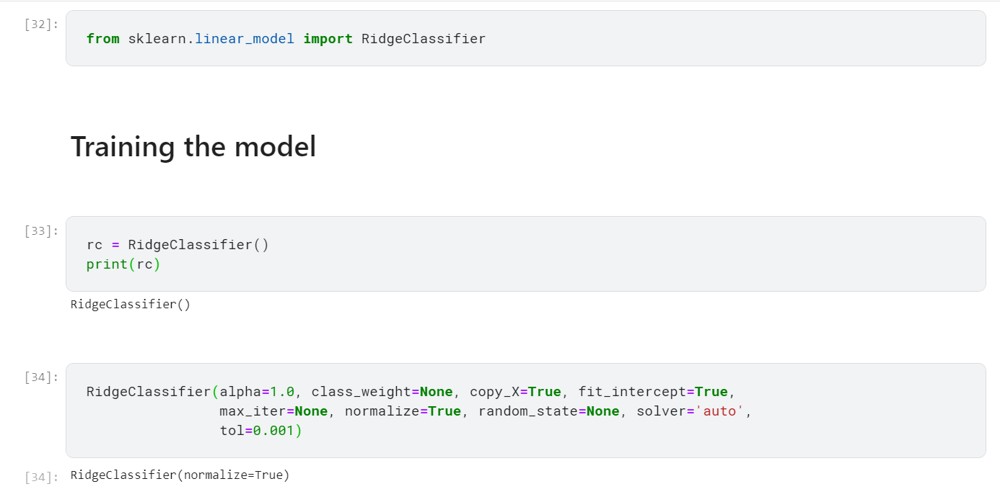 [32]:
from sklearn.linear_model import RidgeClassifier
Training the model
[33]:
rc = RidgeClassifier()
print(rc)
RidgeClassifier()
[34]:
RidgeClassifier(alpha=1.0, class_weight=None, copy_X=True, fit_intercept=True,
max_iter=None, normalize=True, random_state=None, solver='auto',
tol=0.001)
[34]:
RidgeClassifier(normalize=True)